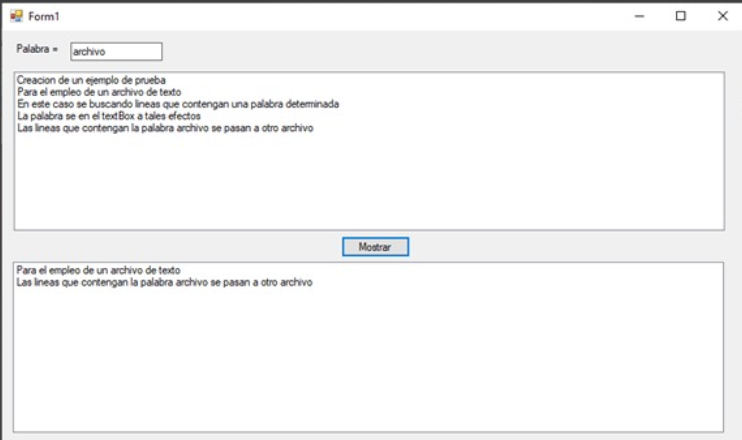 Form1
Palabra =
archivo
Creacion de un ejemplo de prueba
Para el empleo de un archivo de texto
En este caso se buscando lineas que contengan una palabra determinada
La palabra se en el textBox a tales efectos
Las lineas que contengan la palabra archivo se pasan a otro archivo
Mostrar
Para el empleo de un archivo de texto
Las lineas que contengan la palabra archivo se pasan a otro archivo